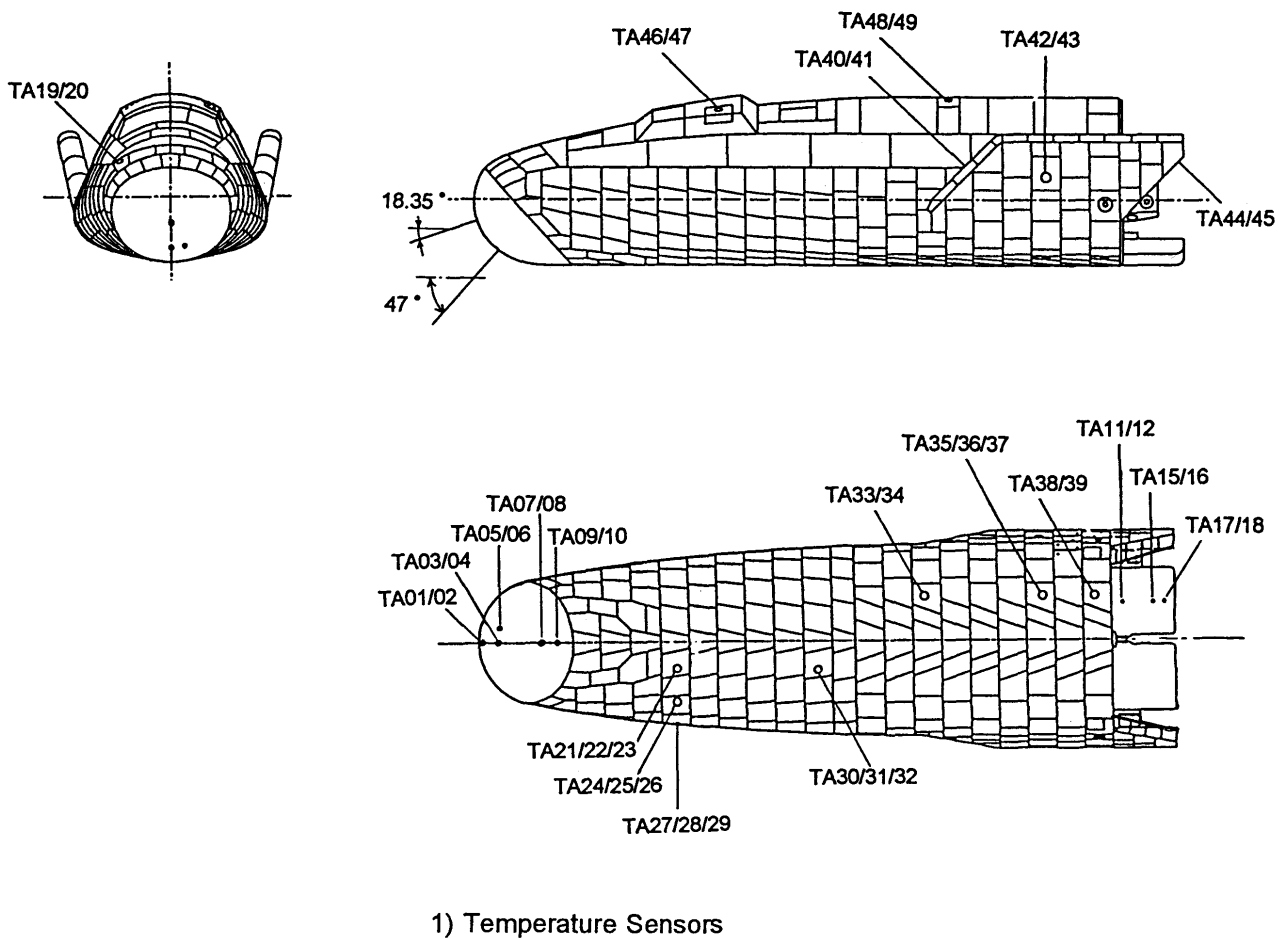 TA19/20
TA46/47
TA48/49
TA40/41
TA42/43
18.35 °
47 °
TA44/45
TA11/12
TA35/36/37
TA15/16
TA33/34
TA38/39
TA17/18
TA07/08
TA05/06
TA09/10
TA03/04
TA01/02
TA21/22/23
TA24/25/26
TA30/31/32
TA27/28/29
1) Temperature Sensors